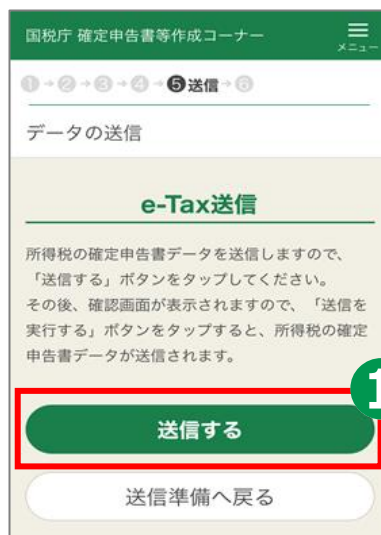 国税庁 確定申告書等作成コーナー
メニュー
1→2→3→4→5送信→6
データの送信
e-Tax送信
所得税の確定申告書データを送信しますので、
「送信する」ボタンをタップしてください。
その後、確認画面が表示されますので、「送信を
実行する」ボタンをタップすると、所得税の確定
申告書データが送信されます。
1
送信する
送信準備へ戻る